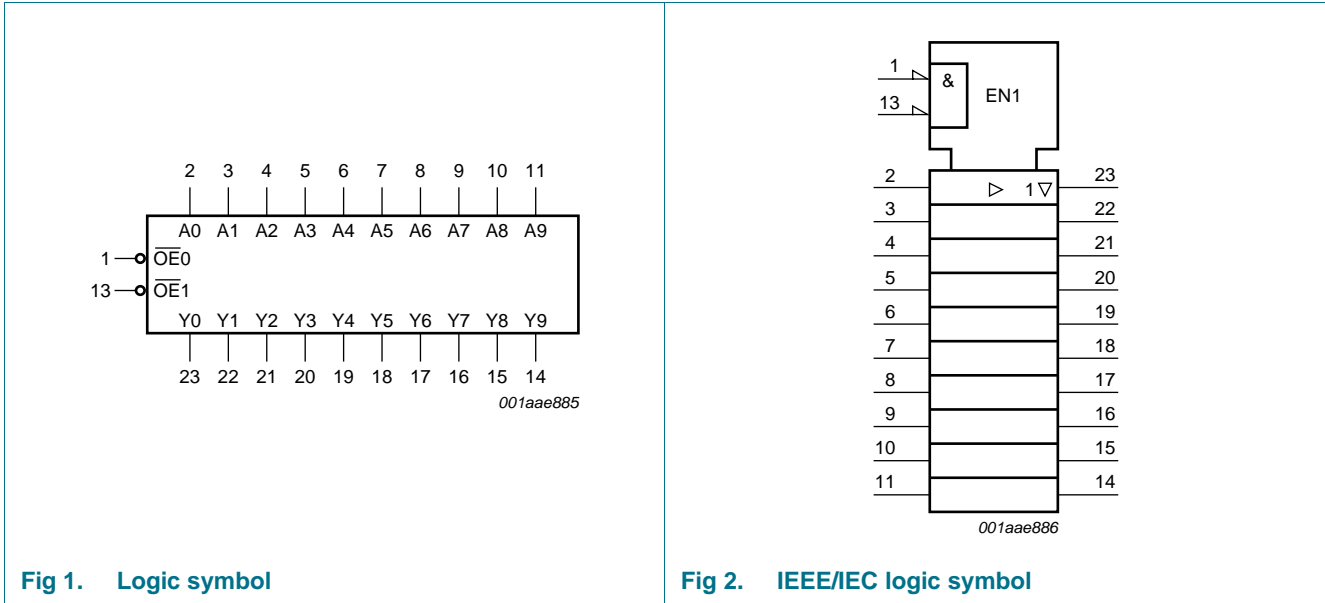 2 3 4 5 6 7 8 9 10 11
A0 A1 A2 A3 A4 A5 A6 A7 A8 A9
1 O̅E̅0
13 O̅E̅1
Y0 Y1 Y2 Y3 Y4 Y5 Y6 Y7 Y8 Y9
23 22 21 20 19 18 17 16 15 14
001aae885
Fig 1. Logic symbol
1 & EN1
13
2 1 23
3 22
4 21
5 20
6 19
7 18
8 17
9 16
10 15
11 14
001aae886
Fig 2. IEEE/IEC logic symbol